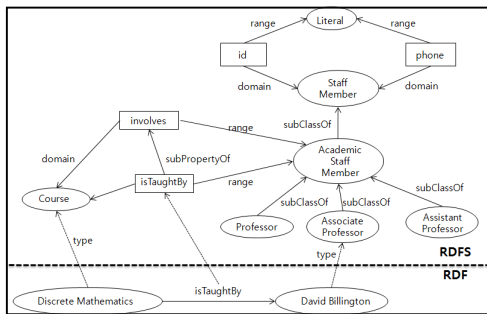 Literal
range
range
id
phone
domain
Staff
Member
domain
involves
range
subClassOf
domain
subPropertyOf
Academic
Staff
Member
isTaughtBy
range
Course
subClassOf
subClassOf
subClassOf
Professor
Associate
Professor
Assistant
Professor
type
type
RDFS
RDF
isTaughtBy
Discrete Mathematics
David Billington